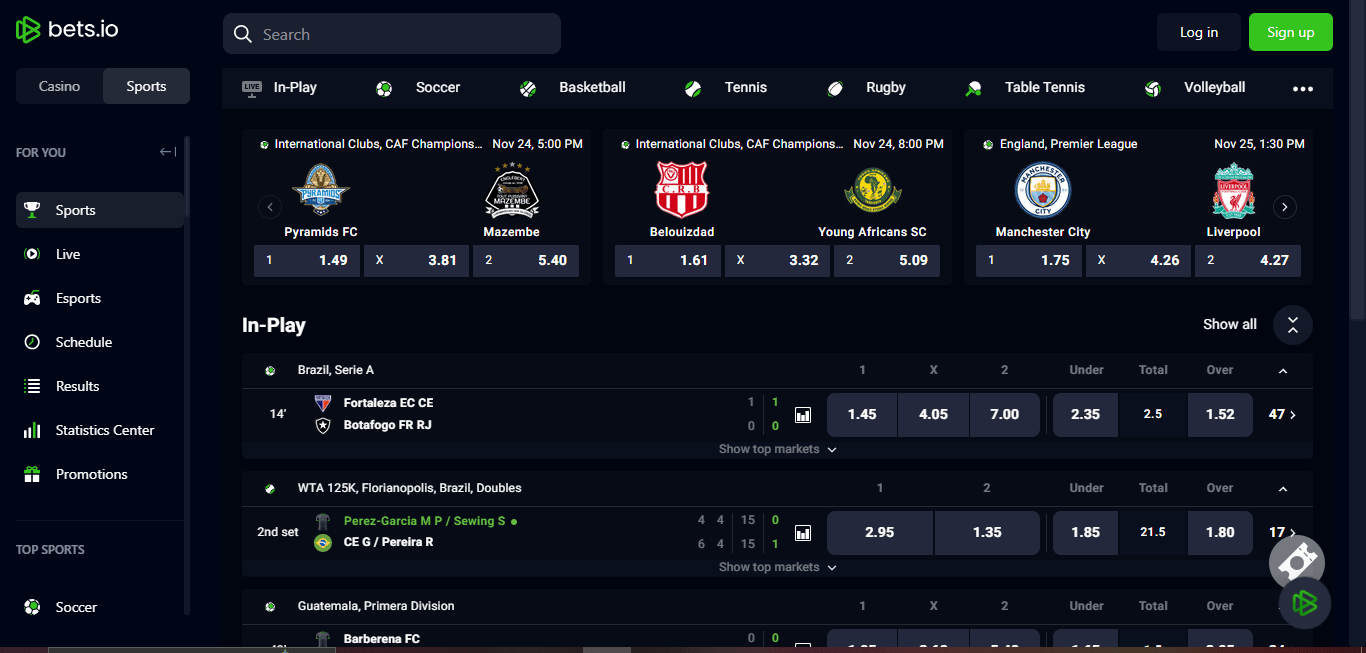 bets.io
Search
Log in
Sign up
Casino
Sports
LIVE In-Play Soccer Basketball Tennis Rugby Table Tennis Volleyball
FOR YOU
Sports
Live
Esports
Schedule
Results
Statistics Center
Promotions
TOP SPORTS
Soccer
International Clubs, CAF Champions... Nov 24, 5:00 PM
Pyramids FC Mazembe
1 1.49 X 3.81 2 5.40
International Clubs, CAF Champions... Nov 24, 8:00 PM
C.R.B
Belouizdad Young Africans SC
1 1.61 X 3.32 2 5.09
England, Premier League Nov 25, 1:30 PM
Manchester City Liverpool
1 1.75 X 4.26 2 4.27
In-Play Show all
Brazil, Serie A 1 X 2 Under Total Over
14' Fortaleza EC CE 1 1
Botafogo FR RJ 0 0
1.45 4.05 7.00 2.35 2.5 1.52 47
Show top markets
WTA 125K, Florianopolis, Brazil, Doubles 1 2 Under Total Over
2nd set Perez-Garcia M P / Sewing S 4 4 15 0
CE G / Pereira R 6 4 15 1
2.95 1.35 1.85 21.5 1.80 17
Show top markets
Guatemala, Primera Division 1 X 2 Under Total Over
Barberena FC 0 0